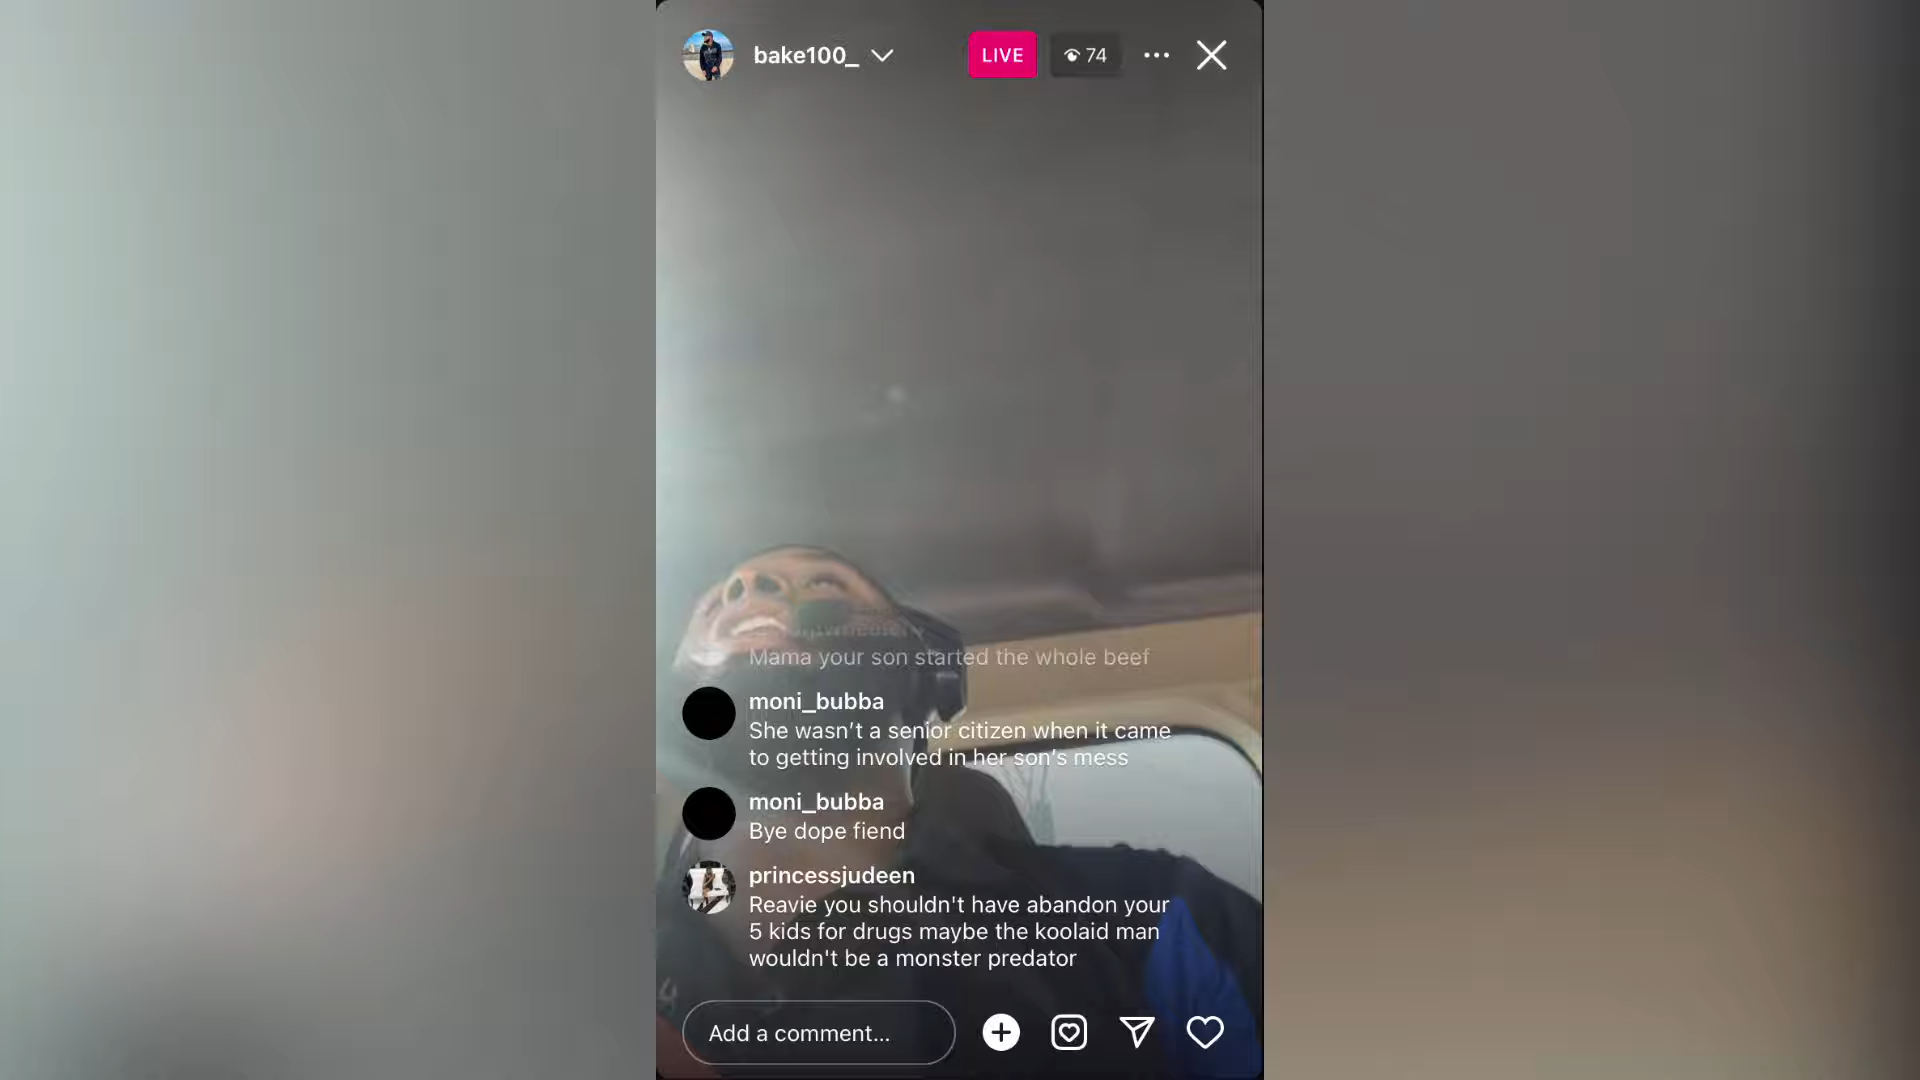 bake100_
LIVE
74
Mama your son started the whole beef
moni_bubba
She wasn't a senior citizen when it came
to getting involved in her son's mess
moni_bubba
Bye dope fiend
princessjudeen
Reavie you shouldn't have abandon your
5 kids for drugs maybe the koolaid man
wouldn't be a monster predator
Add a comment...